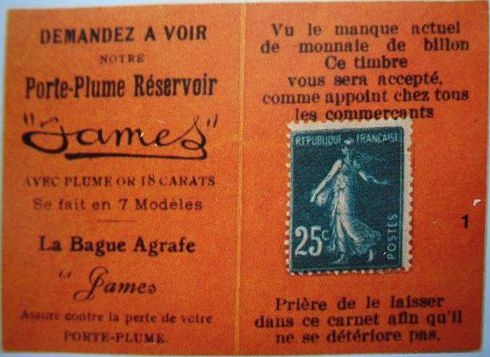 DEMANDEZ A VOIR
NOTRE
Porte-Plume Réservoir
"James"
AVEC PLUME OR 18 CARATS
Se fait en 7 Modèles
La Bague Agrafe
" James
Assure contre la perte de votre
PORTE-PLUME.
Vu le manque actuel
de monnaie de billon
Ce timbre
vous sera accepté,
comme appoint chez tous
les commerçants
REPUBLIQUE FRANÇAISE
25c
POSTES
1
Prière de le laisser
dans ce carnet afin qu'il
ne se détériore pas.